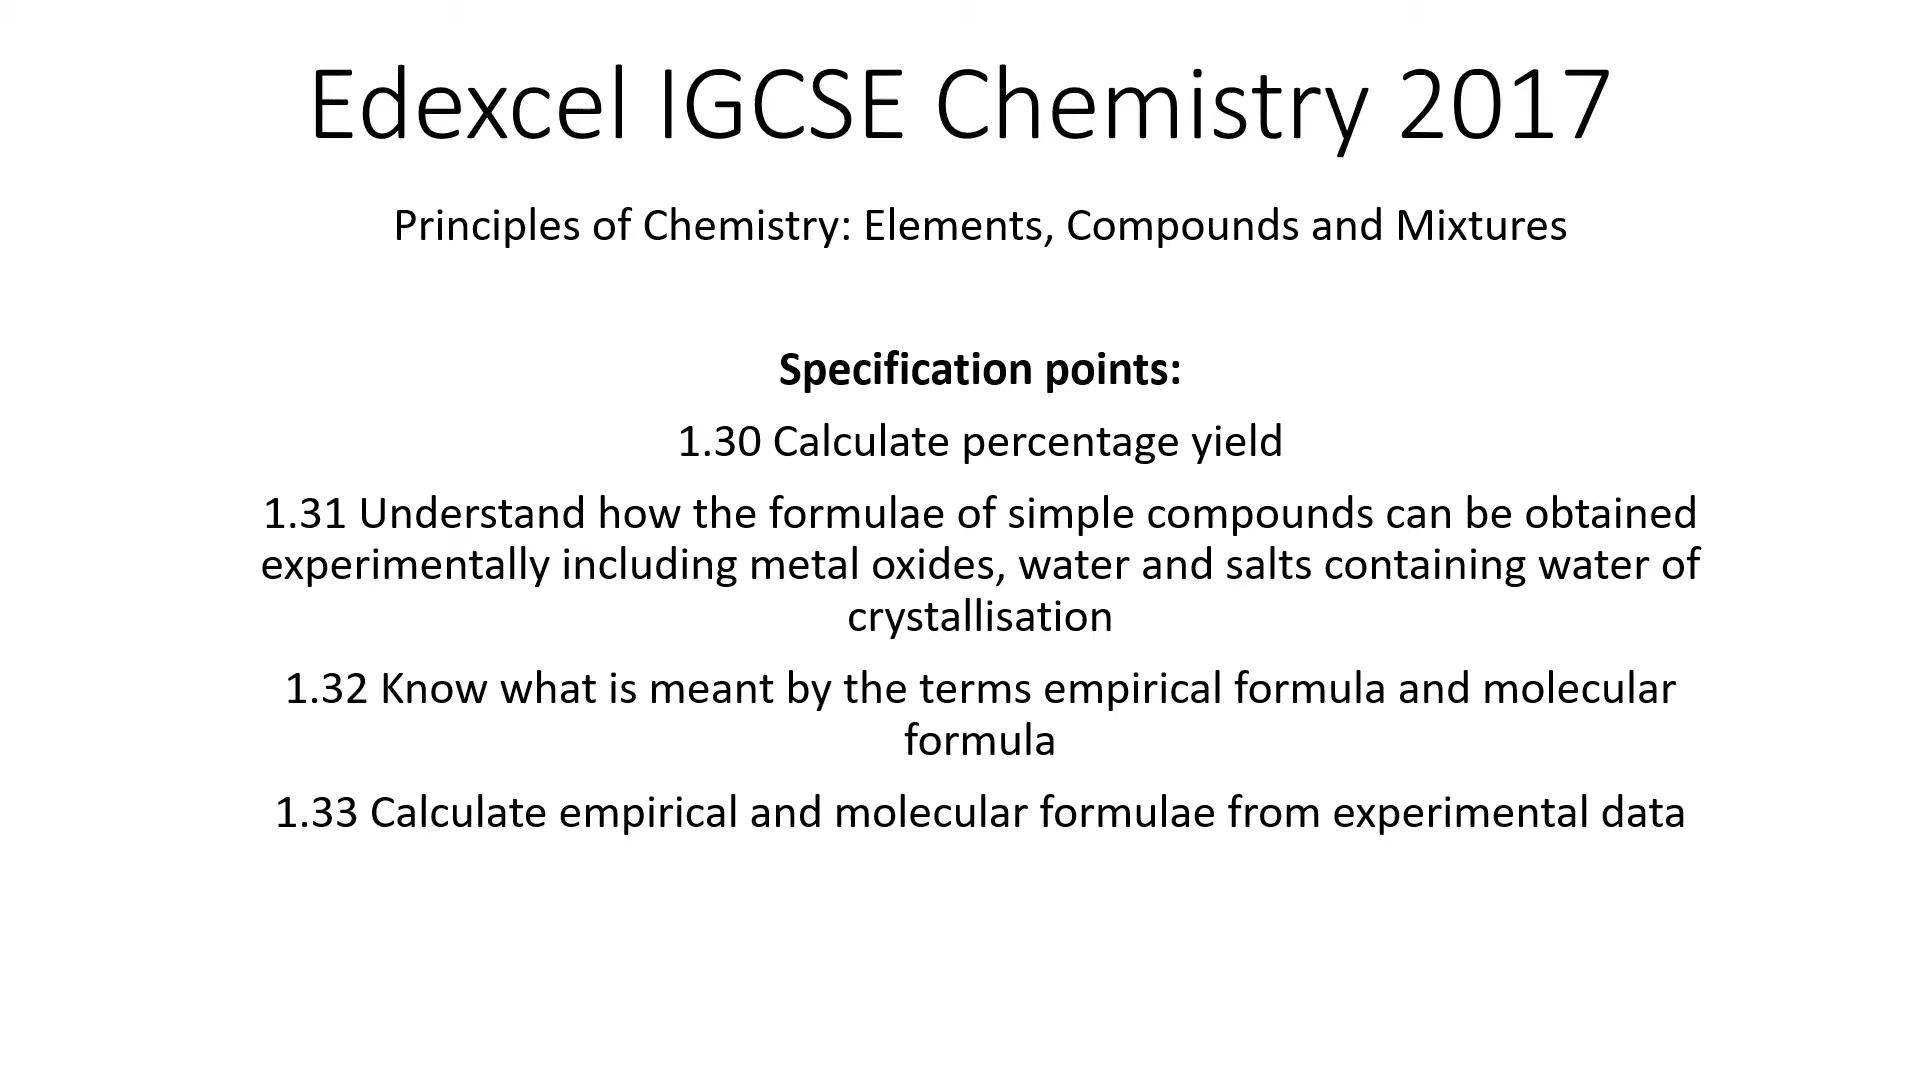 Edexcel IGCSE Chemistry 2017
Principles of Chemistry: Elements, Compounds and Mixtures
Specification points:
1.30 Calculate percentage yield
1.31 Understand how the formulae of simple compounds can be obtained
experimentally including metal oxides, water and salts containing water of
crystallisation
1.32 Know what is meant by the terms empirical formula and molecular
formula
1.33 Calculate empirical and molecular formulae from experimental data